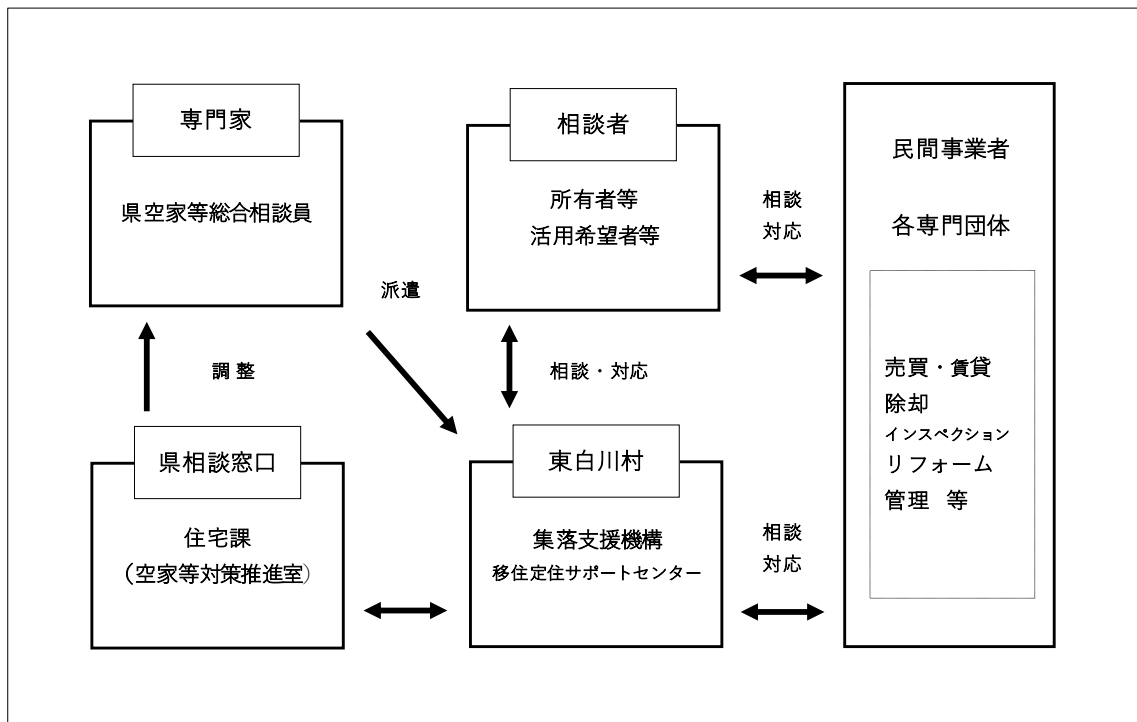 専門家
県空家等総合相談員
相談者
所有者等
活用希望者等
相談
対応
民間事業者
各専門団体
売買・賃貸
除却
インスペクション
リフォーム
管理 等
派遣
調整
相談・対応
県相談窓口
住宅課
(空家等対策推進室)
東白川村
集落支援機構
移住定住サポートセンター
相談
対応